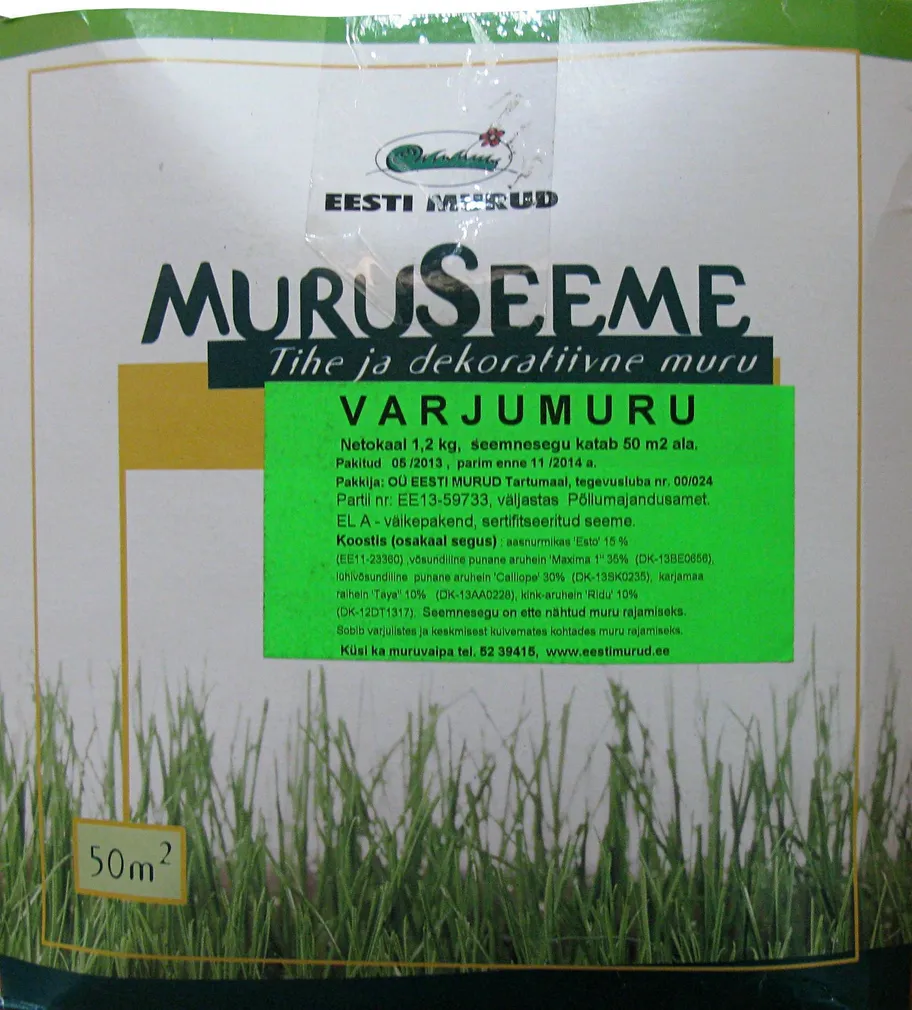 EESTI MURUD
MURUSEEME
Tihe ja dekoratiivne muru
VARJUMURU
Netokaal 1,2 kg, seemnesegu katab 50 m2 ala.
Pakitud 05 /2013 , parim enne 11 /2014 a.
Pakkija: OÜ EESTI MURUD Tartumaal, tegevusluba nr. 00/024
Partii nr: EE13-59733, väljastas Põllumajandusamet.
EL A - väikepakend, sertifitseeritud seeme.
Koostis (osakaal segus) : aasnurmikas 'Esto' 15 %
(EE11-23360) ,võsundiline punane aruhein 'Maxima 1" 35% (DK-13BE0656),
lühivõsundiline punane aruhein 'Calliope' 30% (DK-13SK0235), karjamaa
raihein 'Taya" 10% (DK-13AA0228), kink-aruhein 'Ridu' 10%
(DK-12DT1317). Seemnesegu on ette nähtud muru rajamiseks.
Sobib varjulistes ja keskmisest kuivemates kohtades muru rajamiseks.
Küsi ka muruvaipa tel. 52 39415, www.eestimurud.ee
50m²